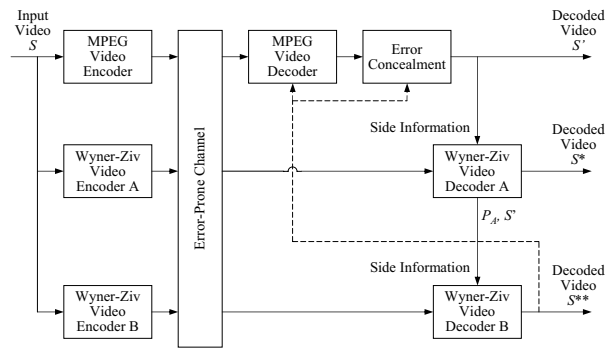 Input
Video
S
MPEG
Video
Encoder
MPEG
Video
Decoder
Error
Concealment
Decoded
Video
S'
Side Information
Wyner-Ziv
Video
Encoder A
Error-Prone Channel
Wyner-Ziv
Video
Decoder A
Decoded
Video
S*
P_A, S'
Side Information
Wyner-Ziv
Video
Encoder B
Wyner-Ziv
Video
Decoder B
Decoded
Video
S**